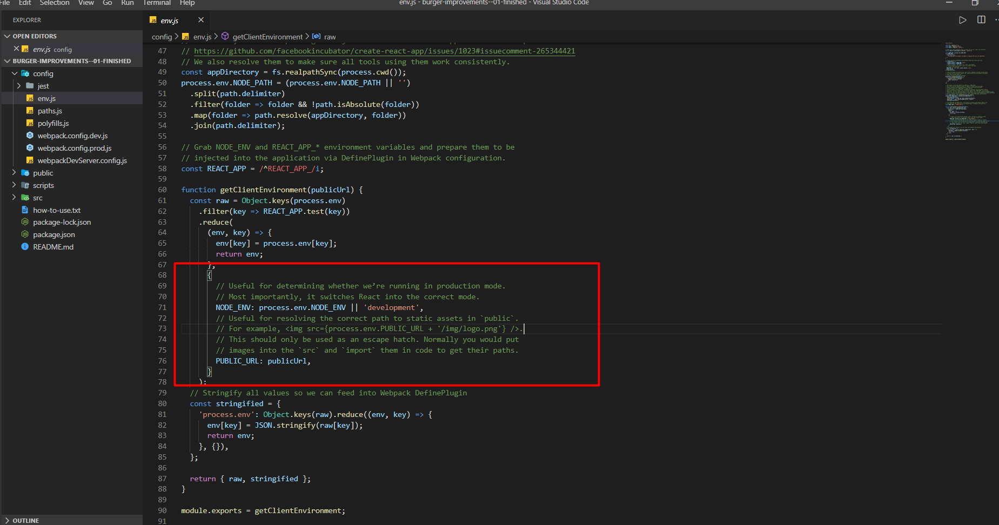 File Edit Selection View Go Run Terminal Help
env.js - burger-improvements--01-finished - Visual Studio Code
EXPLORER
OPEN EDITORS
env.js config
BURGER-IMPROVEMENTS--01-FINISHED
config
jest
env.js
paths.js
polyfills.js
webpack.config.dev.js
webpack.config.prod.js
webpackDevServer.config.js
public
scripts
src
how-to-use.txt
package-lock.json
package.json
README.md
OUTLINE
env.js
config > env.js > getClientEnvironment > raw
47 // https://github.com/facebookincubator/create-react-app/issues/1023#issuecomment-265344421
48 // We also resolve them to make sure all tools using them work consistently.
49 const appDirectory = fs.realpathSync(process.cwd());
50 process.env.NODE_PATH = (process.env.NODE_PATH || '')
51 .split(path.delimiter)
52 .filter(folder => folder && !path.isAbsolute(folder))
53 .map(folder => path.resolve(appDirectory, folder))
54 .join(path.delimiter);
55
56 // Grab NODE_ENV and REACT_APP_* environment variables and prepare them to be
57 // injected into the application via DefinePlugin in Webpack configuration.
58 const REACT_APP = /^REACT_APP_/i;
59
60 function getClientEnvironment(publicUrl) {
61 const raw = Object.keys(process.env)
62 .filter(key => REACT_APP.test(key))
63 .reduce(
64 (env, key) => {
65 env[key] = process.env[key];
66 return env;
67 },
68 {
69 // Useful for determining whether we’re running in production mode.
70 // Most importantly, it switches React into the correct mode.
71 NODE_ENV: process.env.NODE_ENV || 'development',
72 // Useful for resolving the correct path to static assets in `public`.
73 // For example, <img src={process.env.PUBLIC_URL + '/img/logo.png'} />.
74 // This should only be used as an escape hatch. Normally you would put
75 // images into the `src` and `import` them in code to get their paths.
76 PUBLIC_URL: publicUrl,
77 }
78 );
79 // Stringify all values so we can feed into Webpack DefinePlugin
80 const stringified = {
81 'process.env': Object.keys(raw).reduce((env, key) => {
82 env[key] = JSON.stringify(raw[key]);
83 return env;
84 }, {}),
85 };
86
87 return { raw, stringified };
88 }
89
90 module.exports = getClientEnvironment;
91